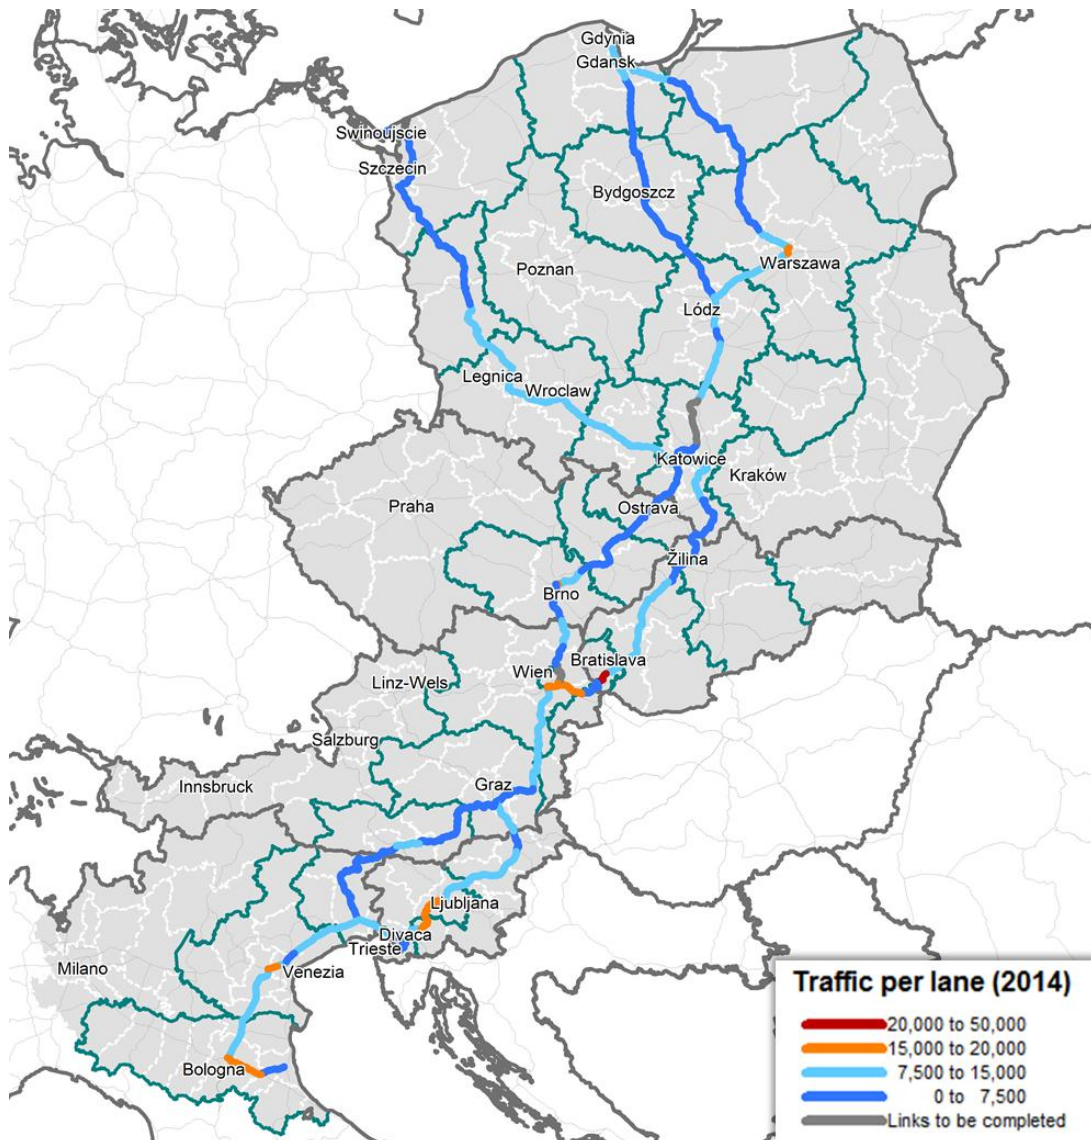 Gdynia
Gdansk
Swinoujscie
Szczecin
Bydgoszcz
Poznan
Warszawa
Lódz
Legnica
Wroclaw
Katowice
Kraków
Praha
Ostrava
Žilina
Brno
Bratislava
Wien
Linz-Wels
Salzburg
Innsbruck
Graz
Ljubljana
Divaca
Trieste
Milano
Venezia
Bologna
Traffic per lane (2014)
20,000 to 50,000
15,000 to 20,000
7,500 to 15,000
0 to 7,500
Links to be completed